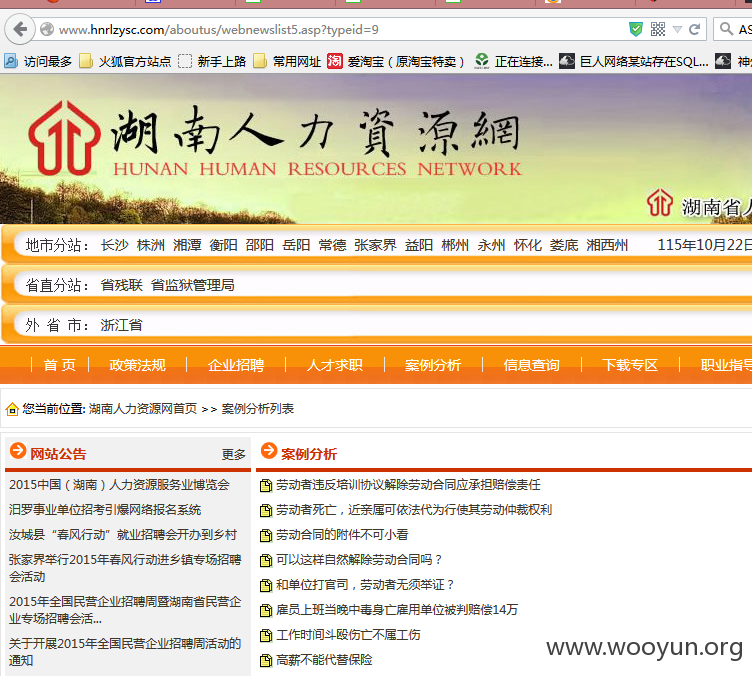 www.hnrlzysc.com/aboutus/webnewslist5.asp?typeid=9
访问最多 火狐官方站点 新手上路 常用网址 淘 爱淘宝（原淘宝特卖） 正在连接... 巨人网络某站存在SQL...
湖南人力資源網
HUNAN HUMAN RESOURCES NETWORK
湖南省人
地市分站： 长沙 株洲 湘潭 衡阳 邵阳 岳阳 常德 张家界 益阳 郴州 永州 怀化 娄底 湘西州 115年10月22日
省直分站： 省残联 省监狱管理局
外 省 市： 浙江省
首 页 政策法规 企业招聘 人才求职 案例分析 信息查询 下载专区 职业指导
您当前位置: 湖南人力资源网首页 >> 案例分析列表
网站公告 更多
2015中国（湖南）人力资源服务业博览会
汨罗事业单位招考引爆网络报名系统
汝城县“春风行动”就业招聘会开办到乡村
张家界举行2015年春风行动进乡镇专场招聘
会活动
2015年全国民营企业招聘周暨湖南省民营企
业专场招聘会活...
关于开展2015年全国民营企业招聘周活动的
通知
案例分析
劳动者违反培训协议解除劳动合同应承担赔偿责任
劳动者死亡，近亲属可依法代为行使其劳动仲裁权利
劳动合同的附件不可小看
可以这样自然解除劳动合同吗？
和单位打官司，劳动者无须举证？
雇员上班当晚中毒身亡雇用单位被判赔偿14万
工作时间斗殴伤亡不属工伤
高薪不能代替保险
www.wooyun.org